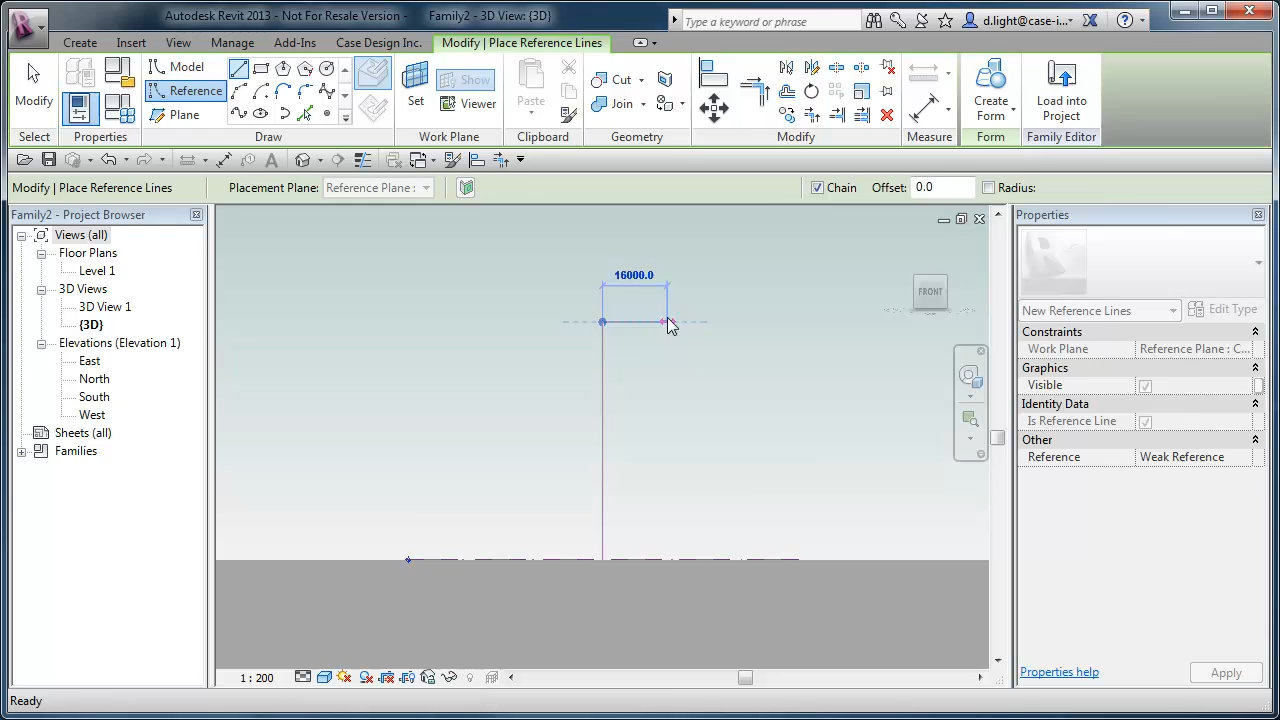 Autodesk Revit 2013 - Not For Resale Version - Family2 - 3D View: {3D}
Type a keyword or phrase
d.light@case-i...
Create Insert View Manage Add-Ins Case Design Inc. Modify | Place Reference Lines
Modify
Model
Reference
Plane
Set
Show
Viewer
Paste
Cut
Join
Create
Form
Load into
Project
Select Properties Draw Work Plane Clipboard Geometry Modify Measure Form Family Editor
Modify | Place Reference Lines Placement Plane: Reference Plane : Chain Offset: 0.0 Radius:
Family2 - Project Browser
Views (all)
Floor Plans
Level 1
3D Views
3D View 1
{3D}
Elevations (Elevation 1)
East
North
South
West
Sheets (all)
Families
16000.0
FRONT
1 : 200
Properties
New Reference Lines Edit Type
Constraints
Work Plane Reference Plane : C...
Graphics
Visible
Identity Data
Is Reference Line
Other
Reference Weak Reference
Properties help Apply
Ready